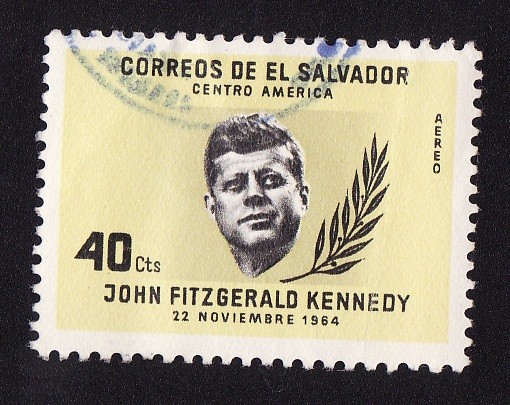 CORREOS DE EL SALVADOR
CENTRO AMERICA
AEREO
40 Cts
JOHN FITZGERALD KENNEDY
22 NOVIEMBRE 1964